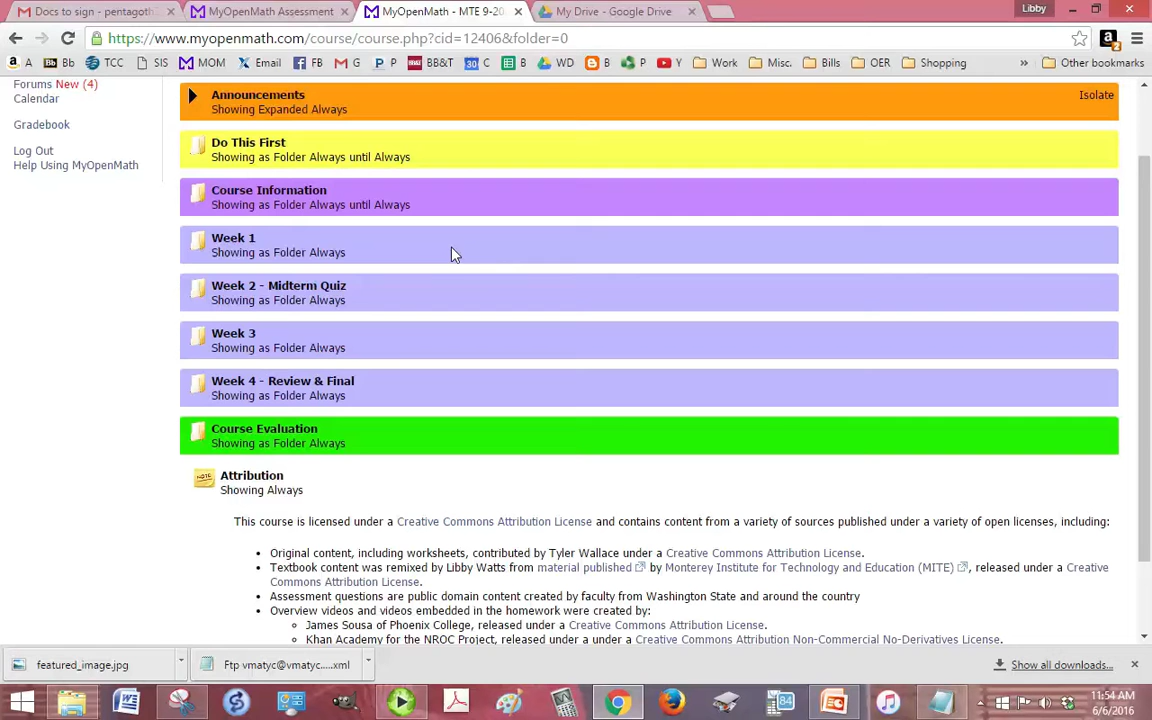 Docs to sign - pentagoth
MyOpenMath Assessment
MyOpenMath - MTE 9-20
My Drive - Google Drive
Libby
https://www.myopenmath.com/course/course.php?cid=12406&folder=0
2
A
Bb
TCC
SIS
MOM
Email
FB
G
P
BB&T
C
B
WD
B
P
Y
Work
Misc.
Bills
OER
Shopping
»
Other bookmarks
Forums New (4)
Calendar
Gradebook
Log Out
Help Using MyOpenMath
Announcements
Isolate
Showing Expanded Always
Do This First
Showing as Folder Always until Always
Course Information
Showing as Folder Always until Always
Week 1
Showing as Folder Always
Week 2 - Midterm Quiz
Showing as Folder Always
Week 3
Showing as Folder Always
Week 4 - Review & Final
Showing as Folder Always
Course Evaluation
Showing as Folder Always
Attribution
Showing Always
This course is licensed under a Creative Commons Attribution License and contains content from a variety of sources published under a variety of open licenses, including:
• Original content, including worksheets, contributed by Tyler Wallace under a Creative Commons Attribution License.
• Textbook content was remixed by Libby Watts from material published by Monterey Institute for Technology and Education (MITE), released under a Creative
Commons Attribution License.
• Assessment questions are public domain content created by faculty from Washington State and around the country
• Overview videos and videos embedded in the homework were created by:
James Sousa of Phoenix College, released under a Creative Commons Attribution License.
Khan Academy for the NROC Project, released under a under a Creative Commons Attribution Non-Commercial No-Derivatives License.
featured_image.jpg
Ftp vmatyc@vmatyc.....xml
Show all downloads...
11:54 AM
6/6/2016